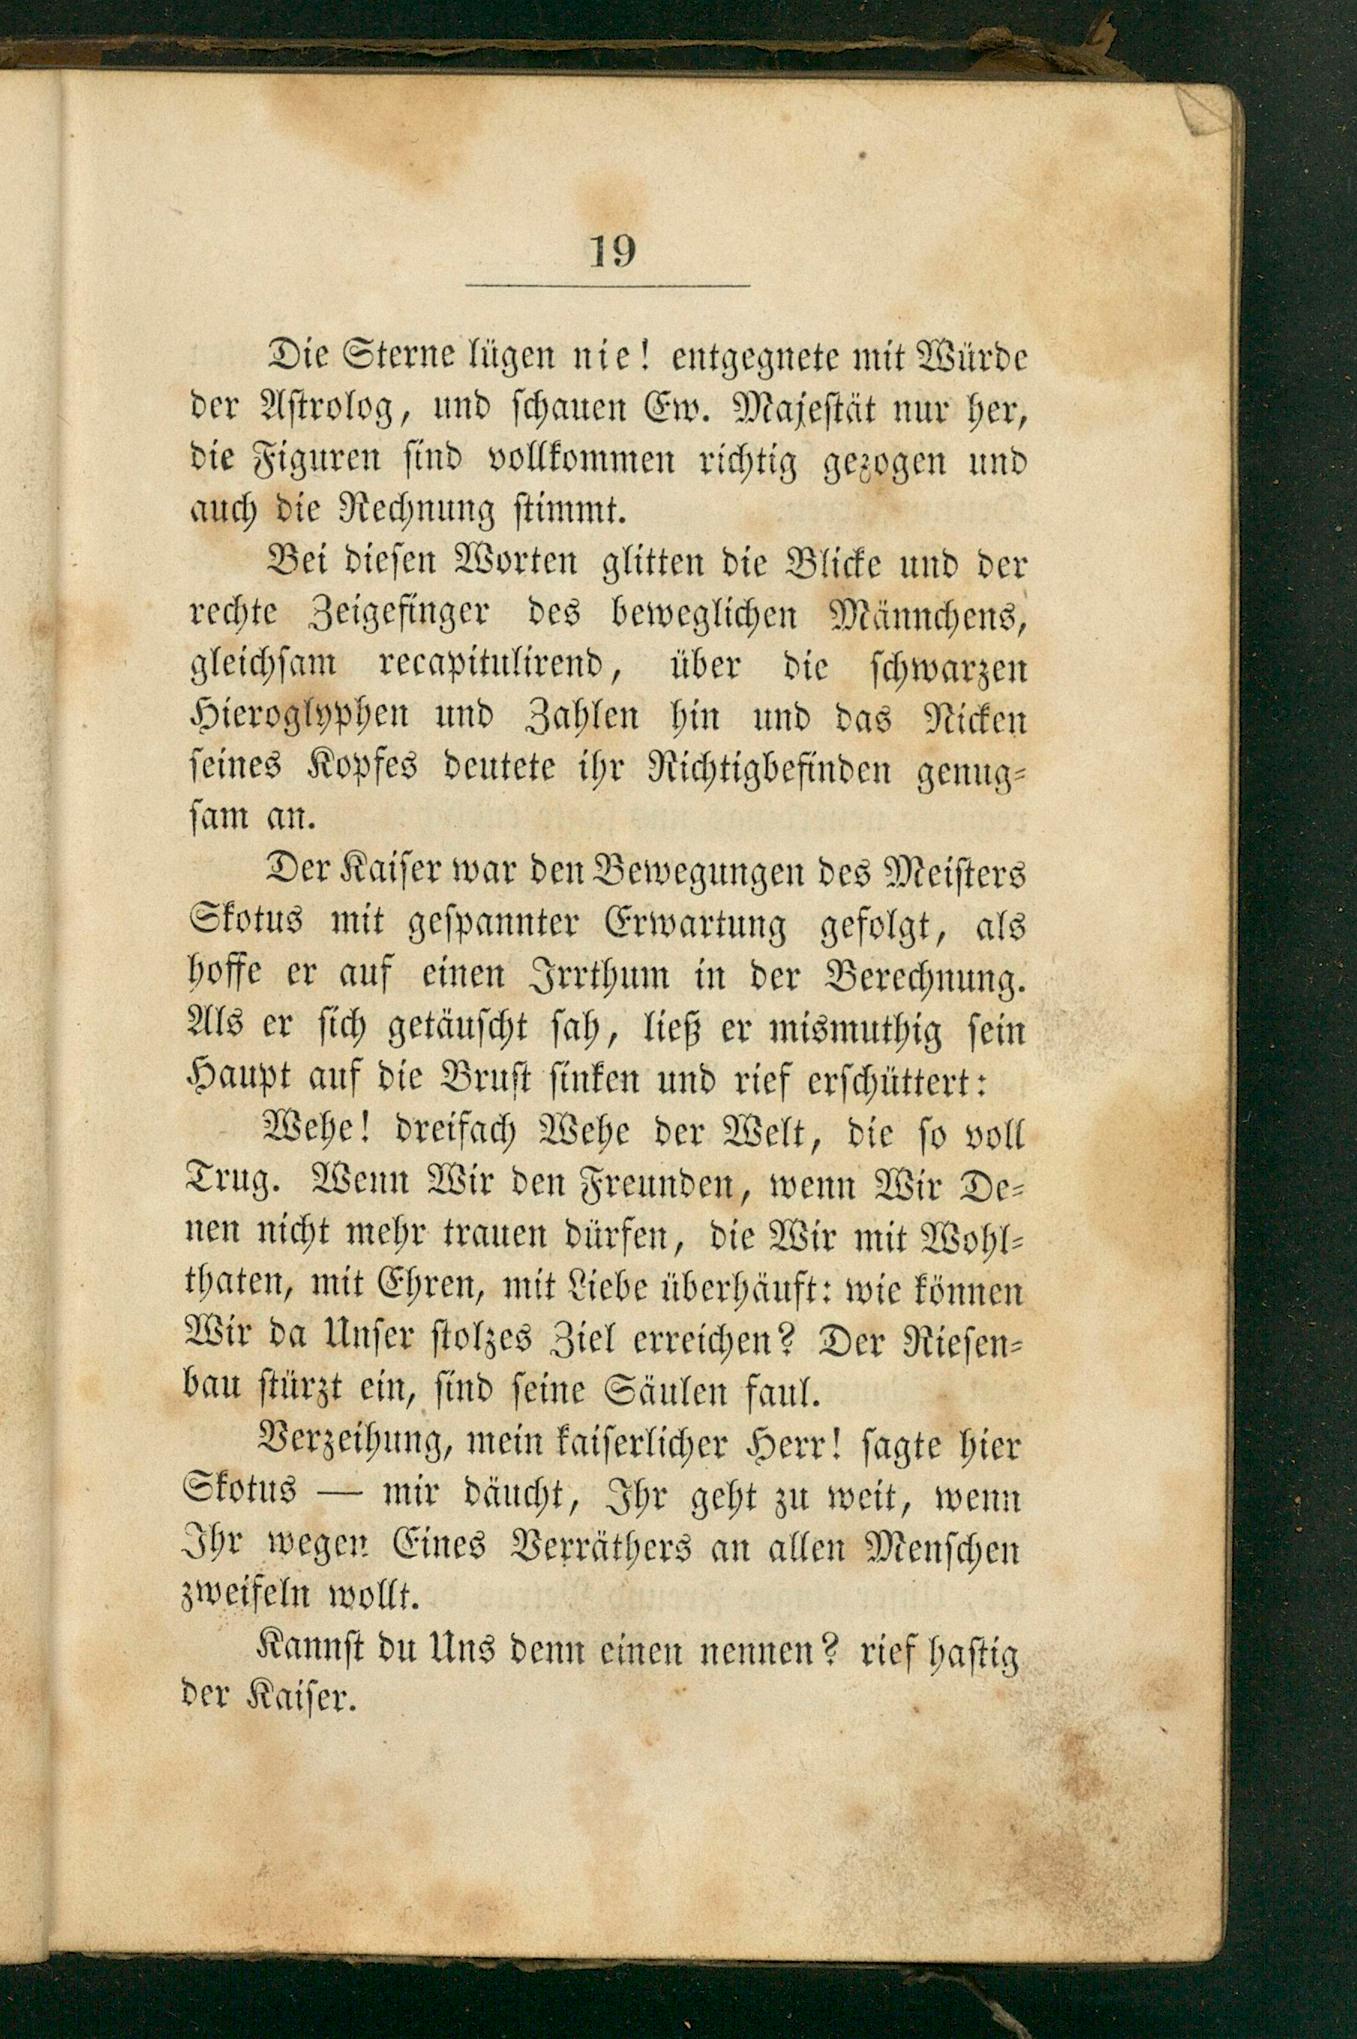 19
Die Sterne lügen nie! entgegnete mit Würde
der Astrolog, und schauen Ew. Majestät nur her,
die Figuren sind vollkommen richtig gezogen und
auch die Rechnung stimmt.
Bei diesen Worten glitten die Blicke und der
rechte Zeigefinger des beweglichen Männchens,
gleichsam recapitulirend, über die schwarzen
Hieroglyphen und Zahlen hin und das Nicken
seines Kopfes deutete ihr Richtigbefinden genug-
sam an.
Der Kaiser war den Bewegungen des Meisters
Skotus mit gespannter Erwartung gefolgt, als
hoffe er auf einen Irrthum in der Berechnung.
Als er sich getäuscht sah, ließ er mismuthig sein
Haupt auf die Brust sinken und rief erschüttert:
Wehe! dreifach Wehe der Welt, die so voll
Trug. Wenn Wir den Freunden, wenn Wir De-
nen nicht mehr trauen dürfen, die Wir mit Wohl-
thaten, mit Ehren, mit Liebe überhäuft: wie können
Wir da Unser stolzes Ziel erreichen? Der Riesen-
bau stürzt ein, sind seine Säulen faul.
Verzeihung, mein kaiserlicher Herr! sagte hier
Skotus — mir däucht, Ihr geht zu weit, wenn
Ihr wegen Eines Verräthers an allen Menschen
zweifeln wollt.
Kannst du Uns denn einen nennen? rief hastig
der Kaiser.